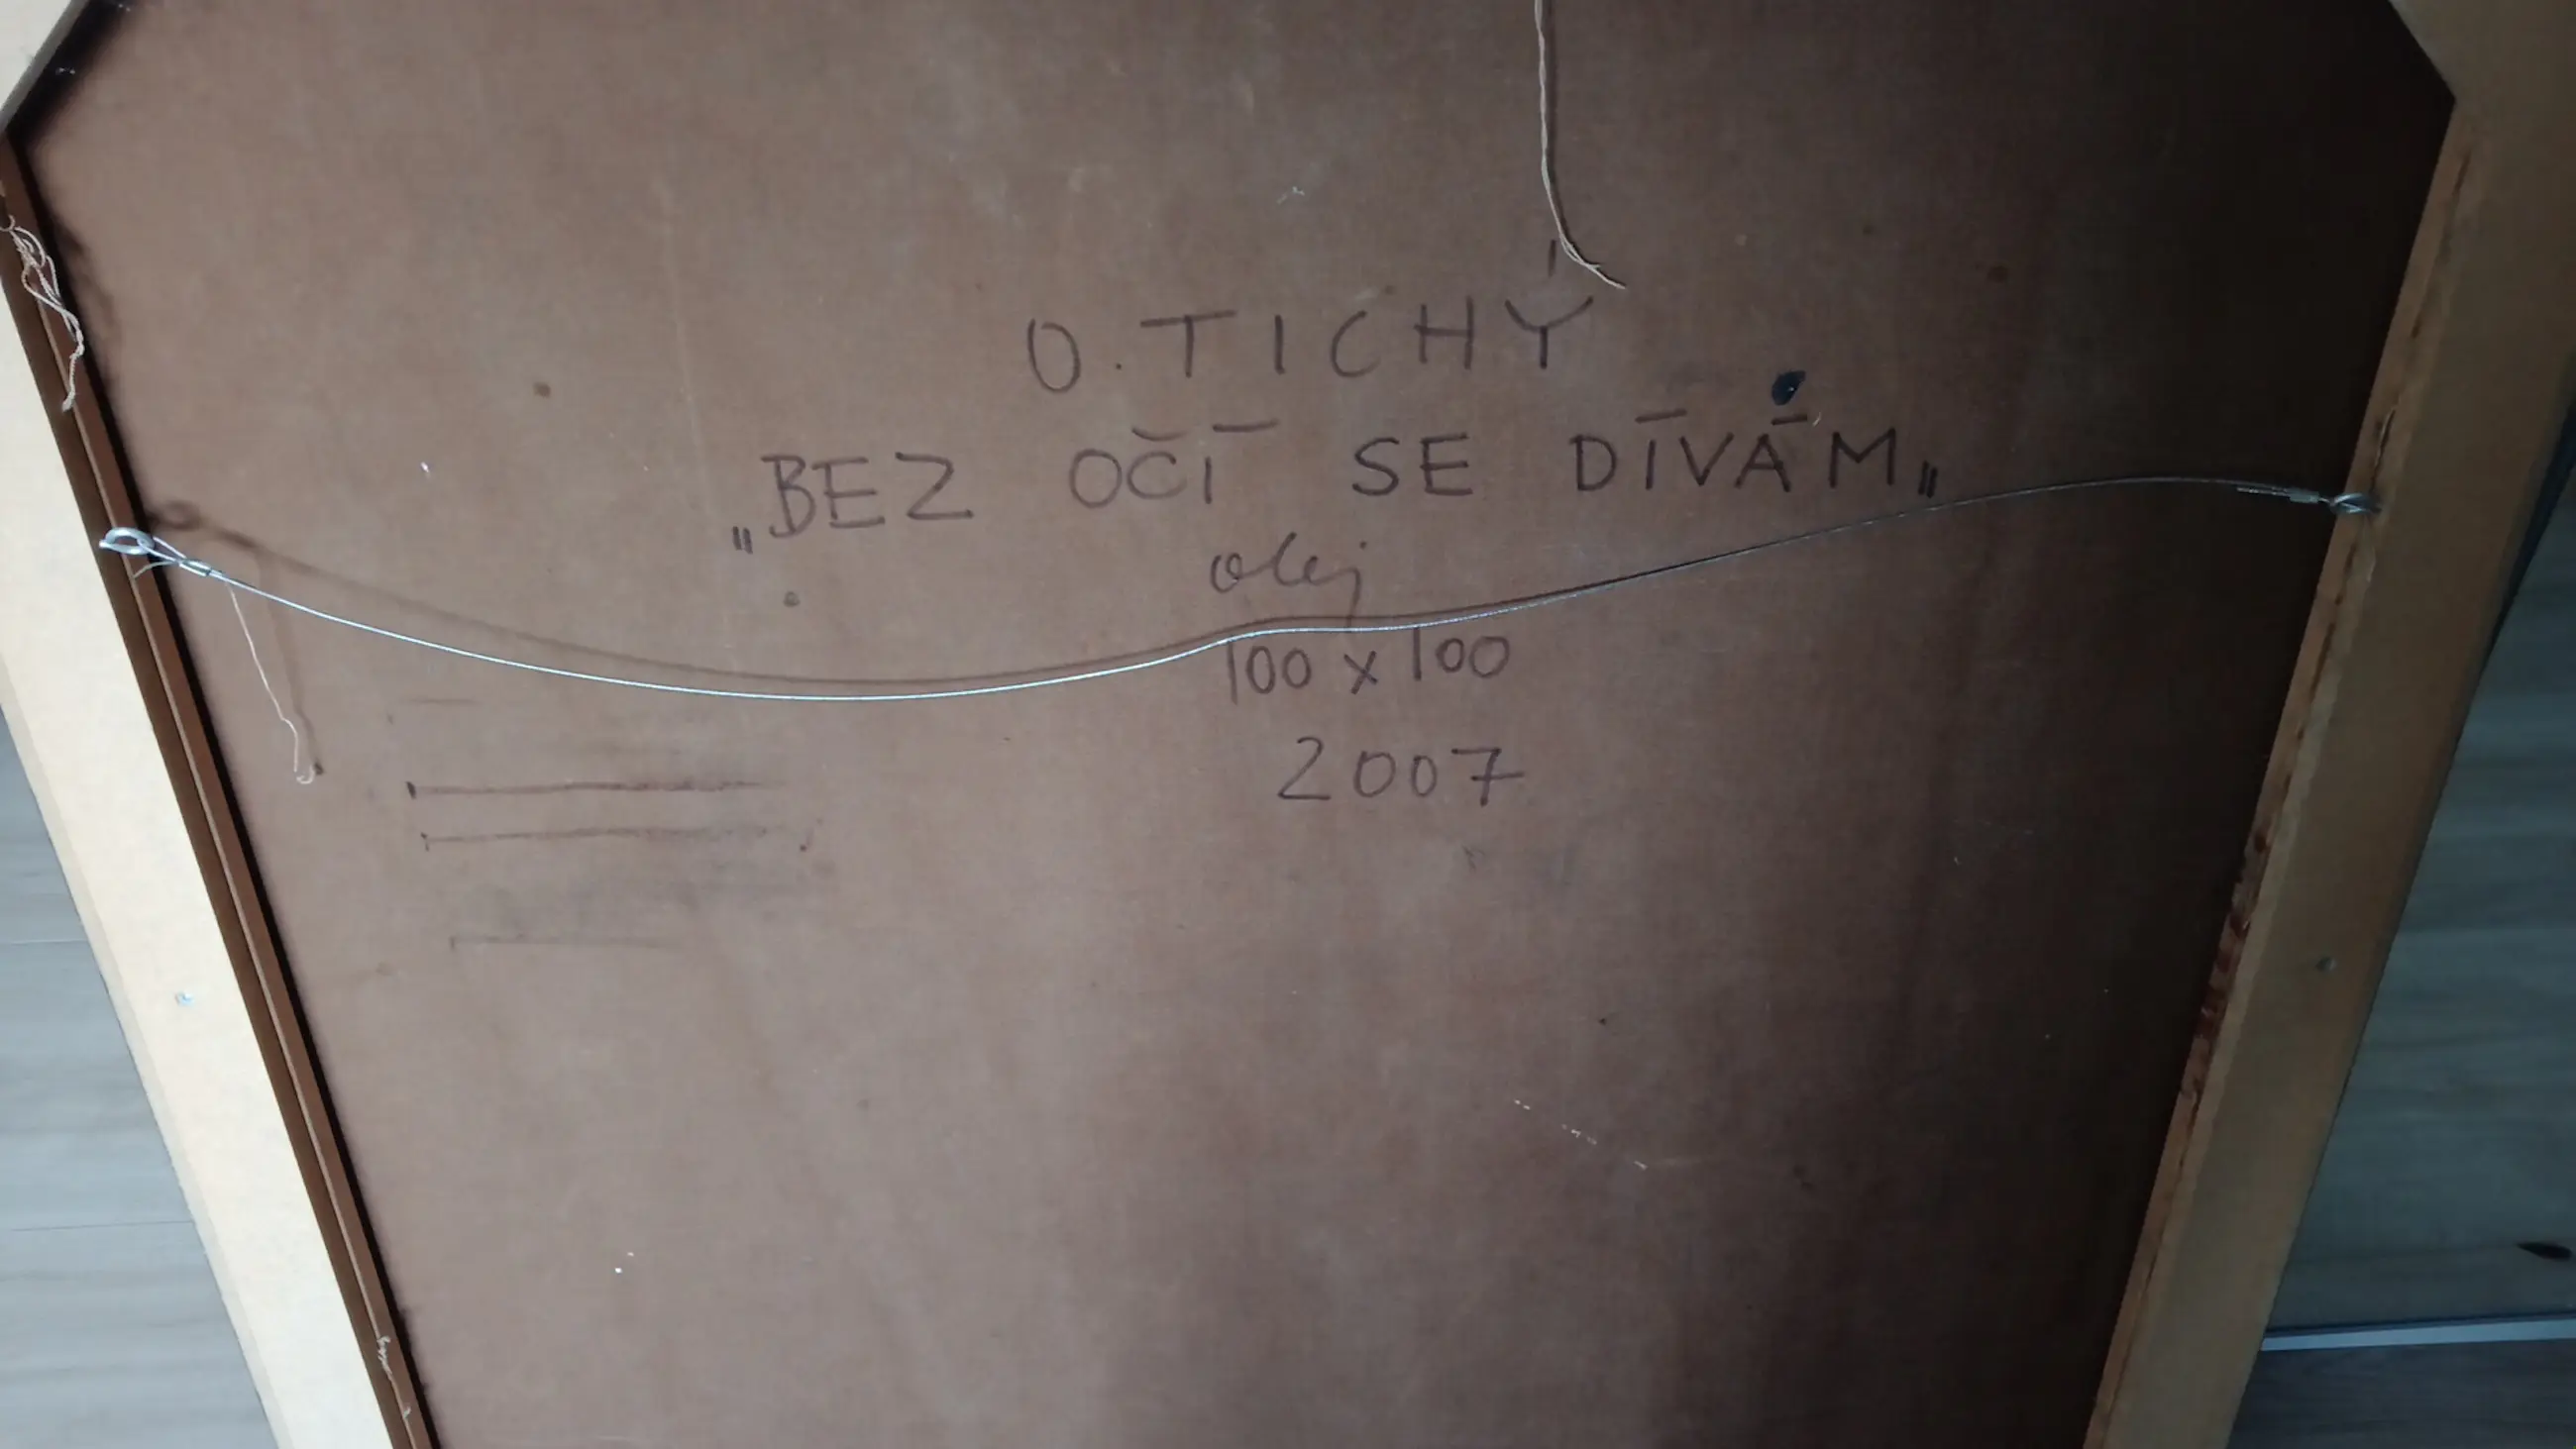 O. TICHÝ
„BEZ OČÍ SE DÍVÁM„
olej
100 x 100
2007